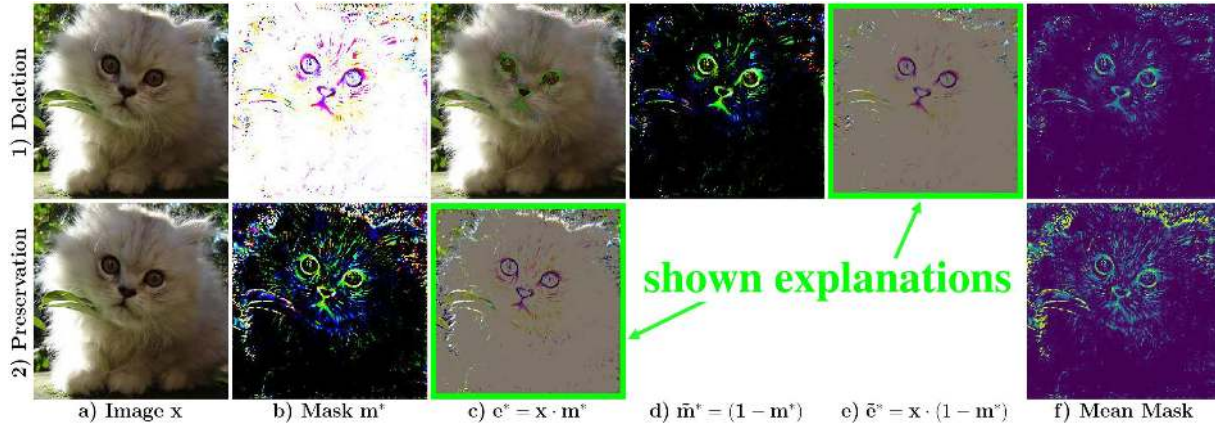 1) Deletion
2) Preservation
shown explanations
a) Image x
b) Mask m*
c) e* = x · m*
d) m̃* = (1 − m*)
e) ẽ* = x · (1 − m*)
f) Mean Mask